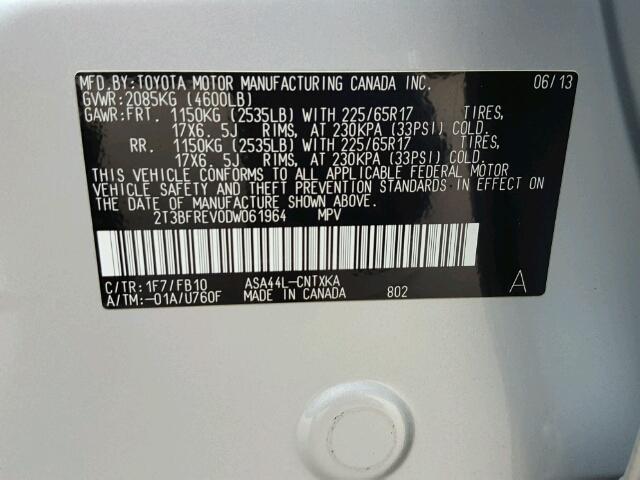 MFD.BY:TOYOTA MOTOR MANUFACTURING CANADA INC. 06/13
GVWR:2085KG (4600LB)
GAWR:FRT. 1150KG (2535LB) WITH 225/65R17 TIRES,
17X6.5J RIMS, AT 230KPA (33PSI) COLD.
RR. 1150KG (2535LB) WITH 225/65R17 TIRES,
17X6.5J RIMS, AT 230KPA (33PSI) COLD.
THIS VEHICLE CONFORMS TO ALL APPLICABLE FEDERAL MOTOR
VEHICLE SAFETY AND THEFT PREVENTION STANDARDS IN EFFECT ON
THE DATE OF MANUFACTURE SHOWN ABOVE.
2T3BFREV0DW061964 MPV
C/TR: 1F7/FB10 ASA44L-CNTXKA A
A/TM:-01A/U760F MADE IN CANADA 802